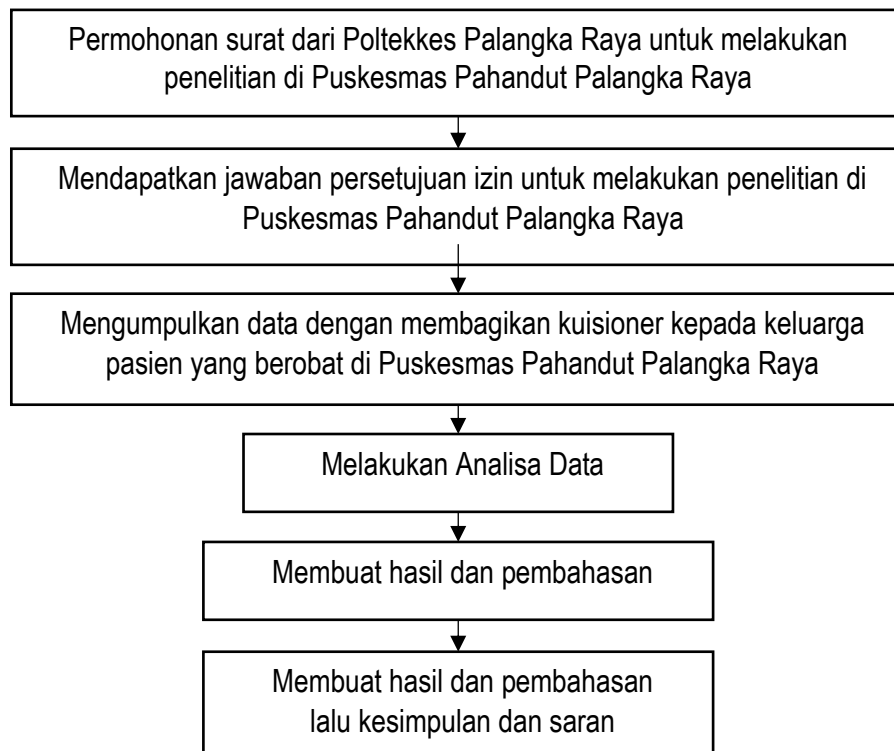 Permohonan surat dari Poltekkes Palangka Raya untuk melakukan
penelitian di Puskesmas Pahandut Palangka Raya
Mendapatkan jawaban persetujuan izin untuk melakukan penelitian di
Puskesmas Pahandut Palangka Raya
Mengumpulkan data dengan membagikan kuisioner kepada keluarga
pasien yang berobat di Puskesmas Pahandut Palangka Raya
Melakukan Analisa Data
Membuat hasil dan pembahasan
Membuat hasil dan pembahasan
lalu kesimpulan dan saran